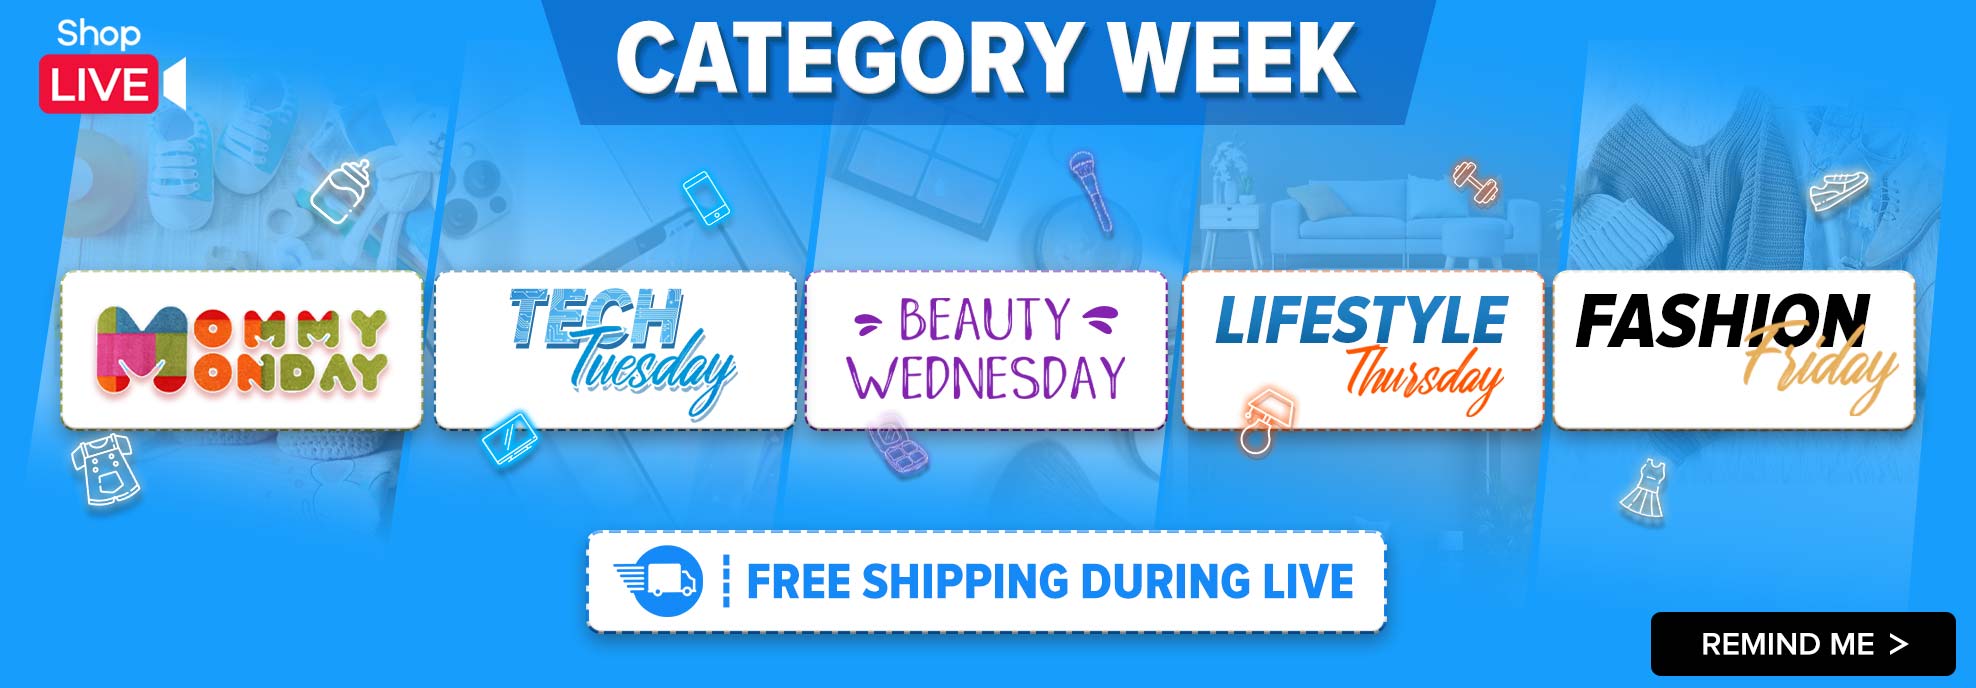 Shop
LIVE
CATEGORY WEEK
MOMMY
MONDAY
TECH
Tuesday
BEAUTY
WEDNESDAY
LIFESTYLE
Thursday
FASHION
Friday
FREE SHIPPING DURING LIVE
REMIND ME >